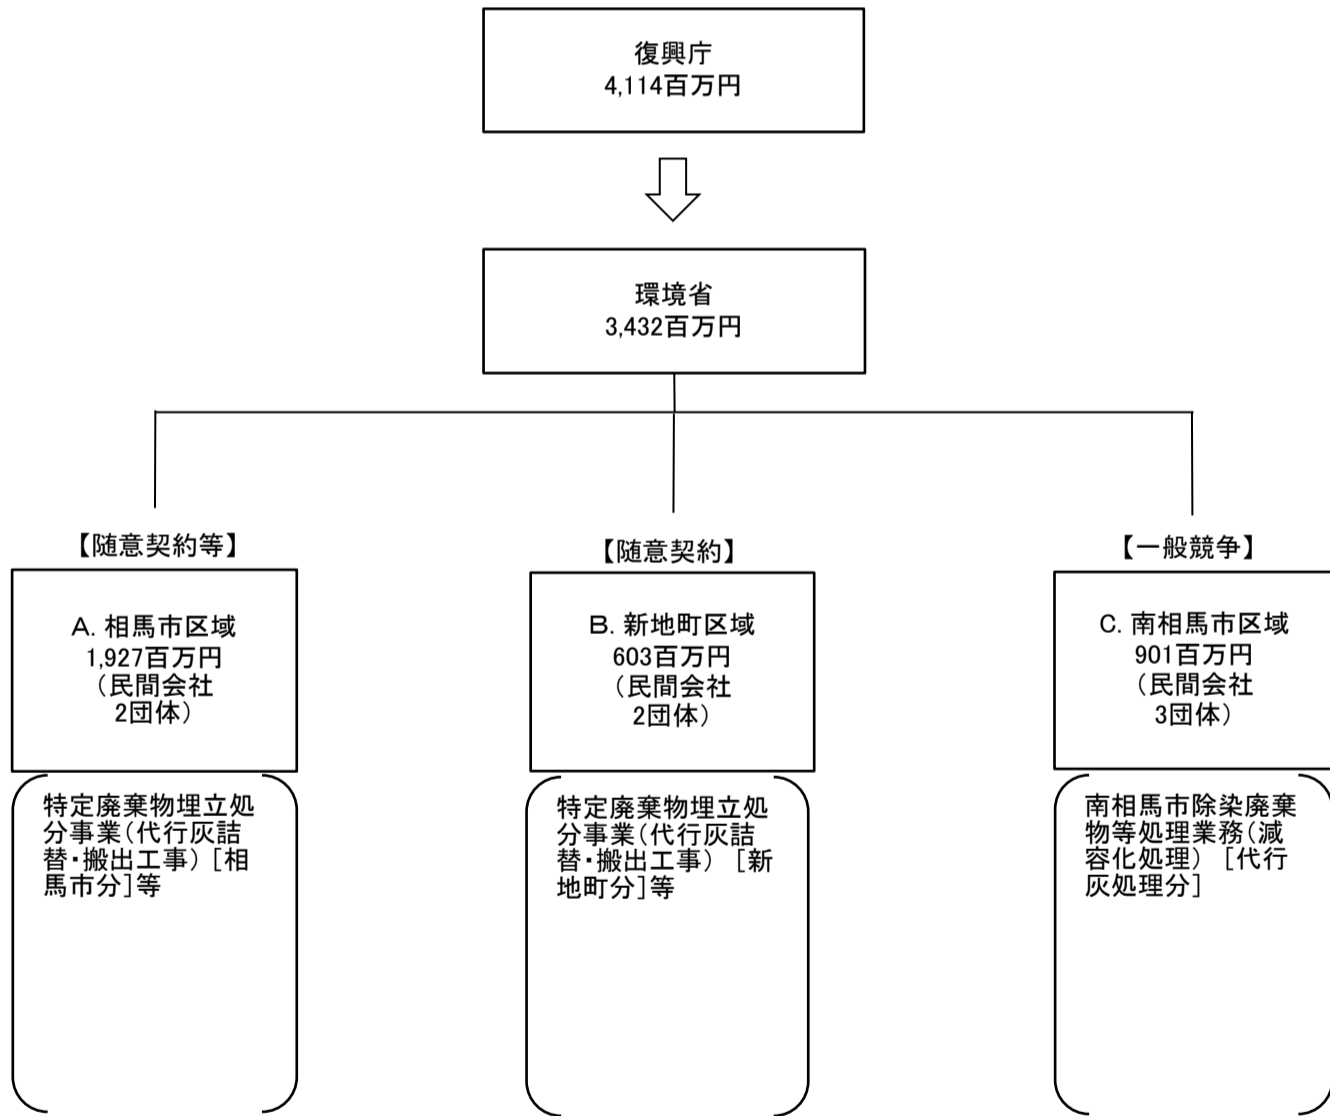 復興庁
4,114百万円
環境省
3,432百万円
【随意契約等】
A. 相馬市区域
1,927百万円
（民間会社
2団体）
特定廃棄物埋立処
分事業(代行灰詰
替・搬出工事)［相
馬市分］等
【随意契約】
B. 新地町区域
603百万円
（民間会社
2団体）
特定廃棄物埋立処
分事業(代行灰詰
替・搬出工事)［新
地町分］等
【一般競争】
C. 南相馬市区域
901百万円
（民間会社
3団体）
南相馬市除染廃棄
物等処理業務(減
容化処理)［代行
灰処理分］